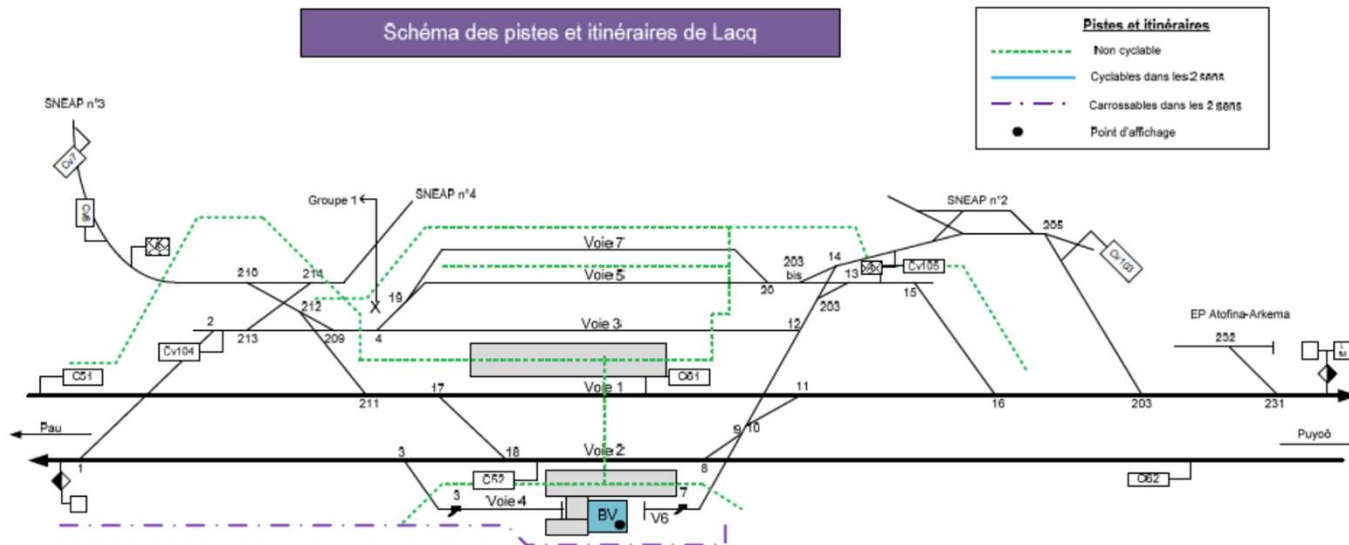 Schéma des pistes et itinéraires de Lacq
Pistes et itinéraires
Non cyclable
Cyclables dans les 2 sens
Carrossables dans les 2 sens
Point d'affichage
SNEAP n°3
Cv7
Groupe 1
SNEAP n°4
SNEAP n°2
205
Cv103
Voie 7
210
214
Voie 5
20
203
bis
14
13
Cv105
15
212
19
203
EP Atofina-Arkema
2
213
209
4
Voie 3
12
232
Cv104
C51
C61
L
M
17
Voie 1
11
211
16
203
231
Pau
9
10
Puyoô
1
3
18
Voie 2
8
C52
C62
3
Voie 4
7
BV
V6